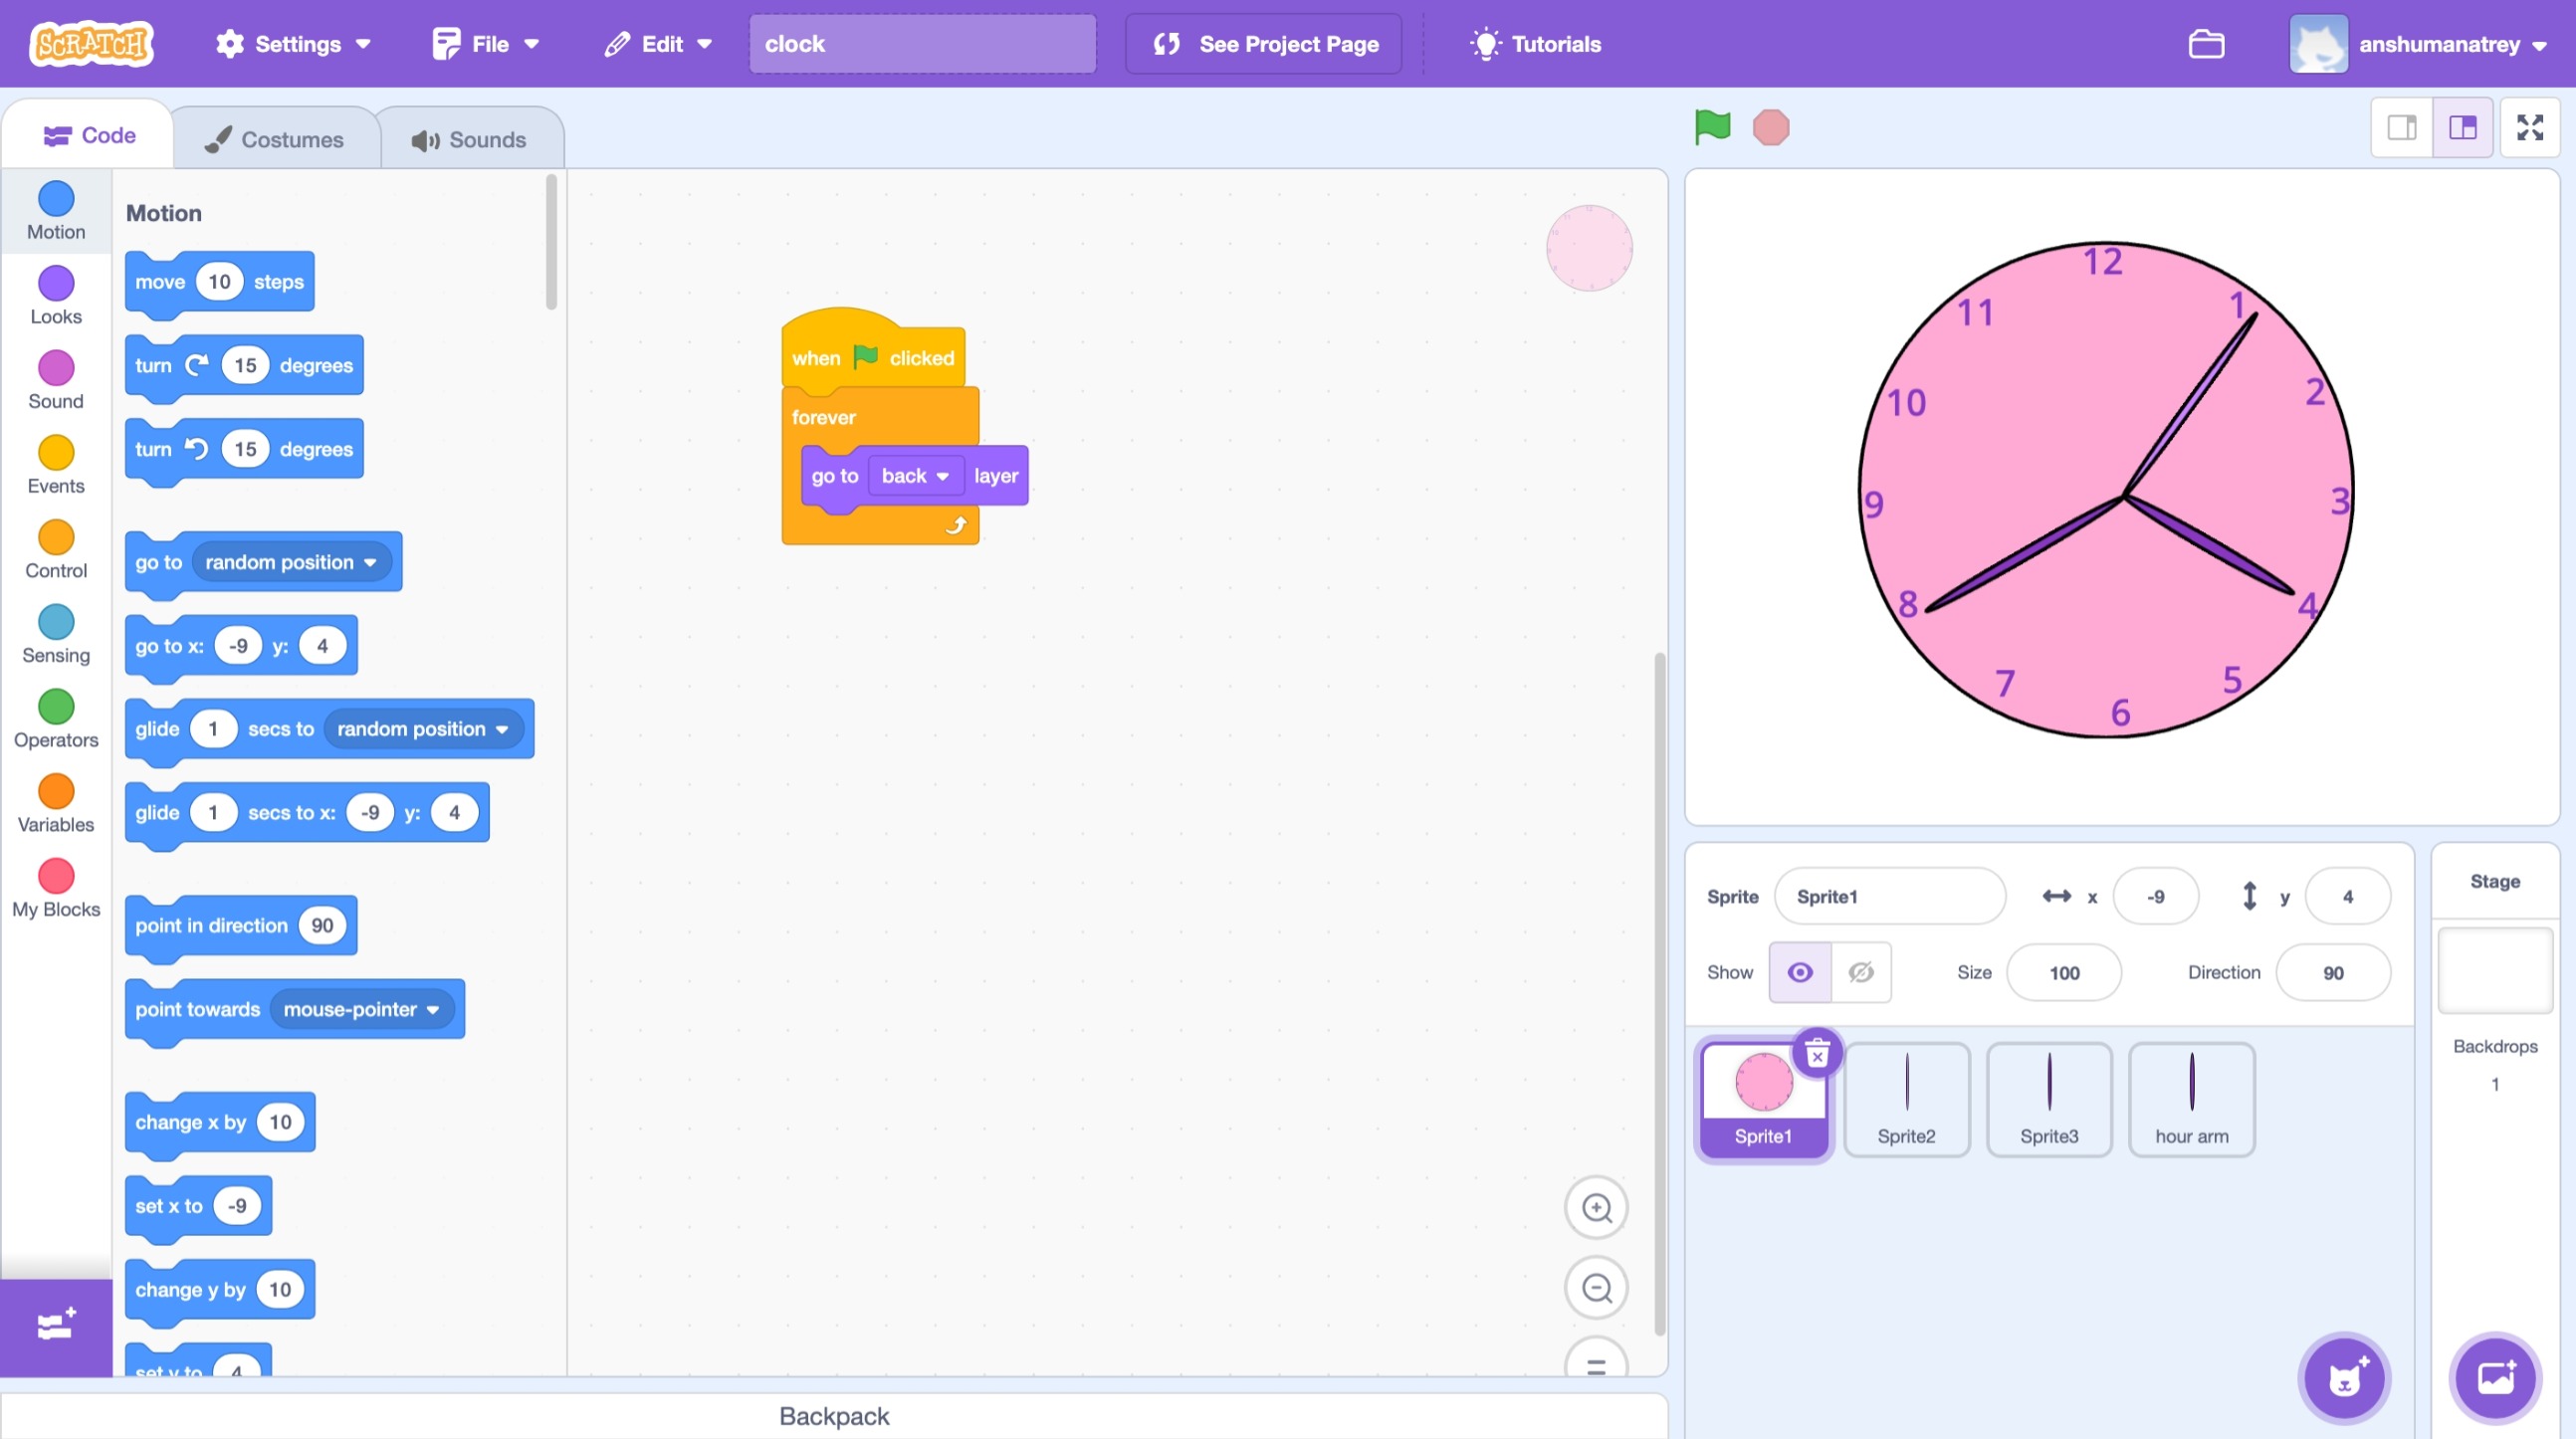 SCRATCH Settings File Edit clock See Project Page Tutorials anshumanatrey
Code Costumes Sounds
Motion
Looks
Sound
Events
Control
Sensing
Operators
Variables
My Blocks
Motion
move 10 steps
turn 15 degrees
turn 15 degrees
go to random position
go to x: -9 y: 4
glide 1 secs to random position
glide 1 secs to x: -9 y: 4
point in direction 90
point towards mouse-pointer
change x by 10
set x to -9
change y by 10
set y to 4
when clicked
forever
go to back layer
12
11 1
10 2
9 3
8 4
7 5
6
Sprite Sprite1 x -9 y 4
Show Size 100 Direction 90
Sprite1 Sprite2 Sprite3 hour arm
Stage
Backdrops
1
Backpack